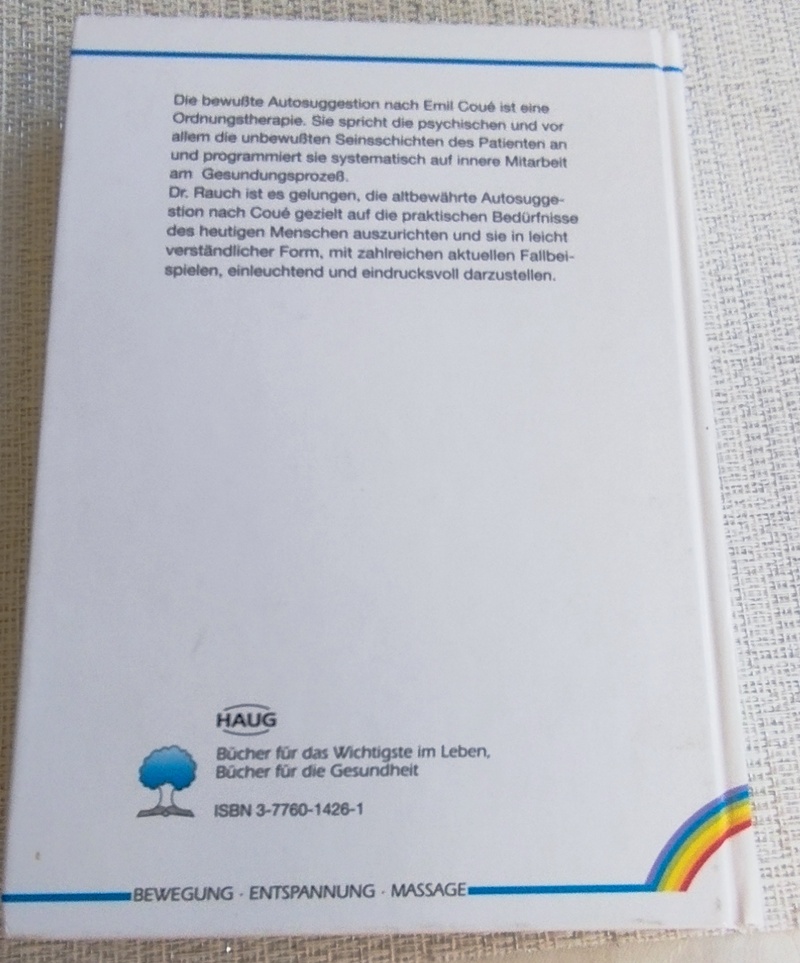 Die bewußte Autosuggestion nach Emil Coué ist eine
Ordnungstherapie. Sie spricht die psychischen und vor
allem die unbewußten Seinsschichten des Patienten an
und programmiert sie systematisch auf innere Mitarbeit
am Gesundungsprozeß.
Dr. Rauch ist es gelungen, die altbewährte Autosugge-
stion nach Coué gezielt auf die praktischen Bedürfnisse
des heutigen Menschen auszurichten und sie in leicht
verständlicher Form, mit zahlreichen aktuellen Fallbei-
spielen, einleuchtend und eindrucksvoll darzustellen.
HAUG
Bücher für das Wichtigste im Leben,
Bücher für die Gesundheit
ISBN 3-7760-1426-1
BEWEGUNG · ENTSPANNUNG · MASSAGE